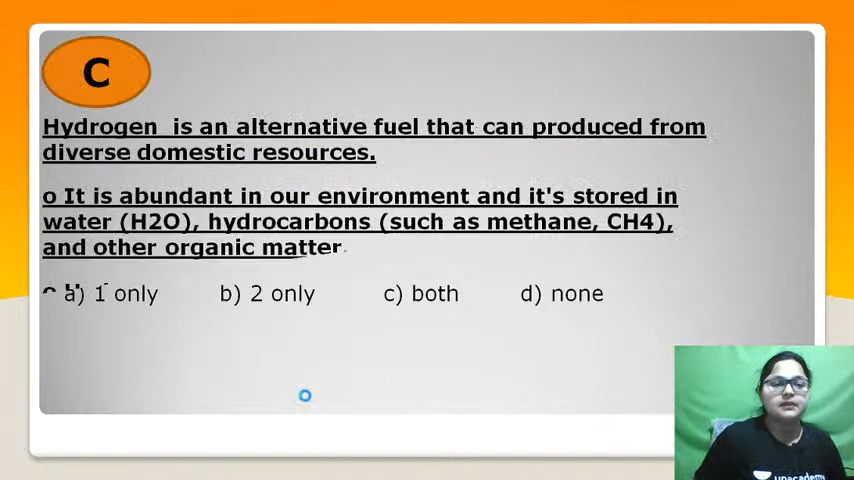 C
Hydrogen is an alternative fuel that can produced from
diverse domestic resources.
o It is abundant in our environment and it's stored in
water (H2O), hydrocarbons (such as methane, CH4),
and other organic matter
a) 1 only b) 2 only c) both d) none
unacademy